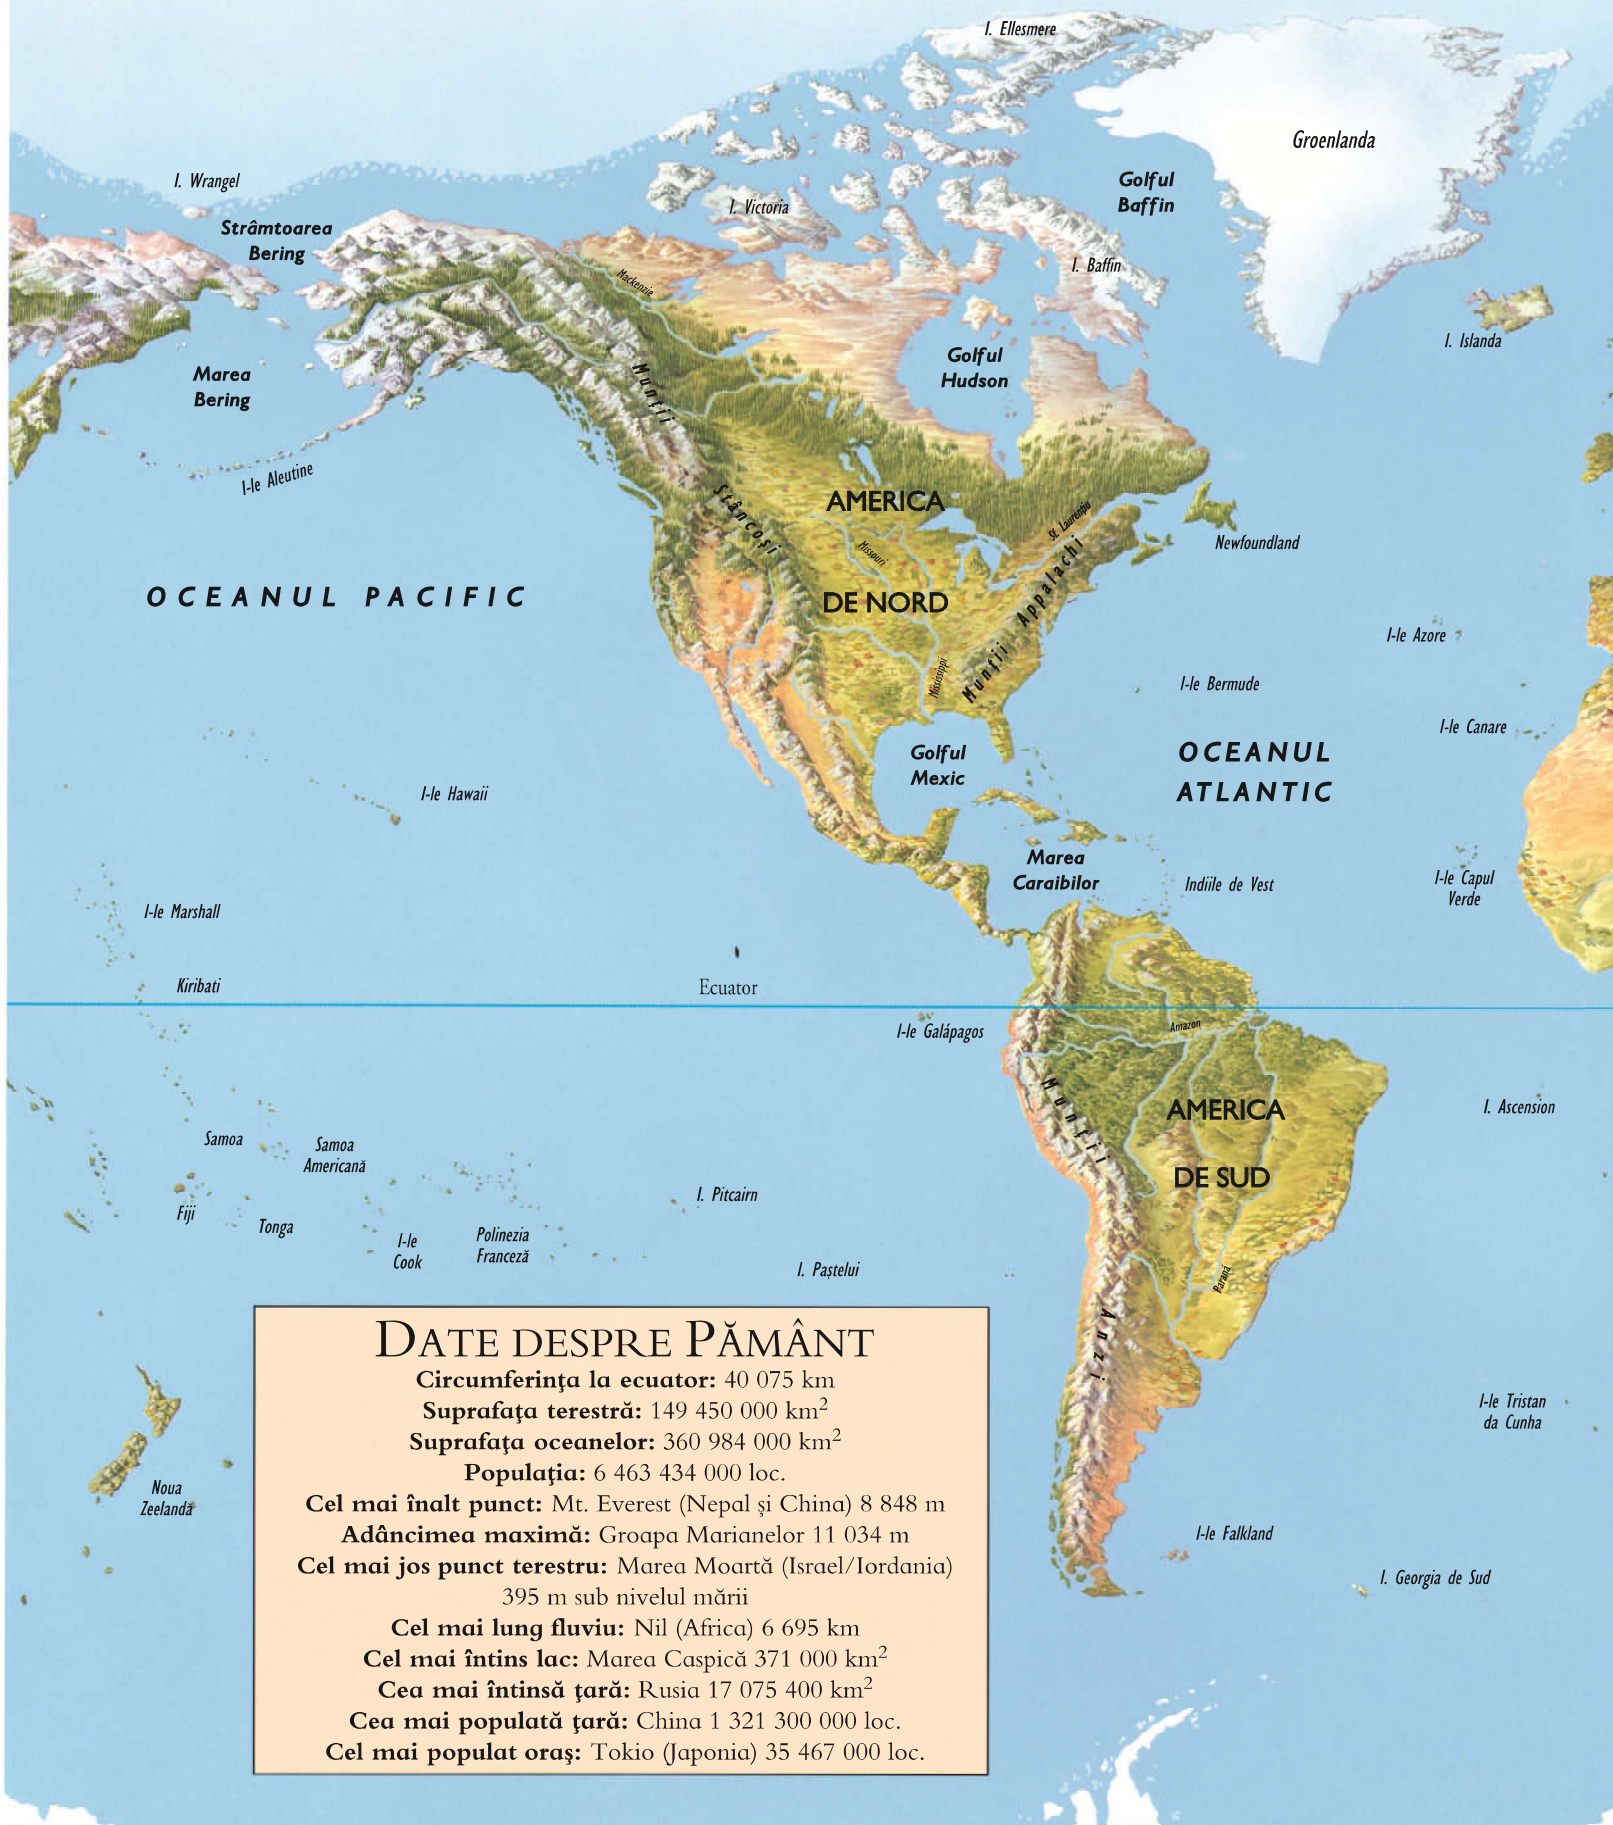 I. Ellesmere
Groenlanda
I. Wrangel
Golful
Baffin
I. Victoria
Strâmtoarea
Bering
I. Baffin
Mackenzie
I. Islanda
Golful
Hudson
Marea
Bering
Munții
Stâncoși
I-le Aleutine
AMERICA
DE NORD
Sf. Laurențiu
Missouri
Newfoundland
Munții Appalachi
OCEANUL PACIFIC
I-le Azore
Mississippi
I-le Bermude
I-le Canare
OCEANUL
ATLANTIC
Golful
Mexic
I-le Hawaii
Marea
Caraibilor
Indiile de Vest
I-le Capul
Verde
I-le Marshall
Kiribati
Ecuator
I-le Galápagos
Amazon
Munții
Anzi
AMERICA
DE SUD
I. Ascension
Samoa
Samoa
Americană
I. Pitcairn
Fiji
Tonga
I-le
Cook
Polinezia
Franceză
I. Paștelui
Paraná
DATE DESPRE PĂMÂNT
Circumferinţa la ecuator: 40 075 km
Suprafaţa terestră: 149 450 000 km²
Suprafaţa oceanelor: 360 984 000 km²
Populaţia: 6 463 434 000 loc.
Cel mai înalt punct: Mt. Everest (Nepal și China) 8 848 m
Adâncimea maximă: Groapa Marianelor 11 034 m
Cel mai jos punct terestru: Marea Moartă (Israel/Iordania)
395 m sub nivelul mării
Cel mai lung fluviu: Nil (Africa) 6 695 km
Cel mai întins lac: Marea Caspică 371 000 km²
Cea mai întinsă ţară: Rusia 17 075 400 km²
Cea mai populată ţară: China 1 321 300 000 loc.
Cel mai populat oraş: Tokio (Japonia) 35 467 000 loc.
I-le Tristan
da Cunha
Noua
Zeelandă
I-le Falkland
I. Georgia de Sud